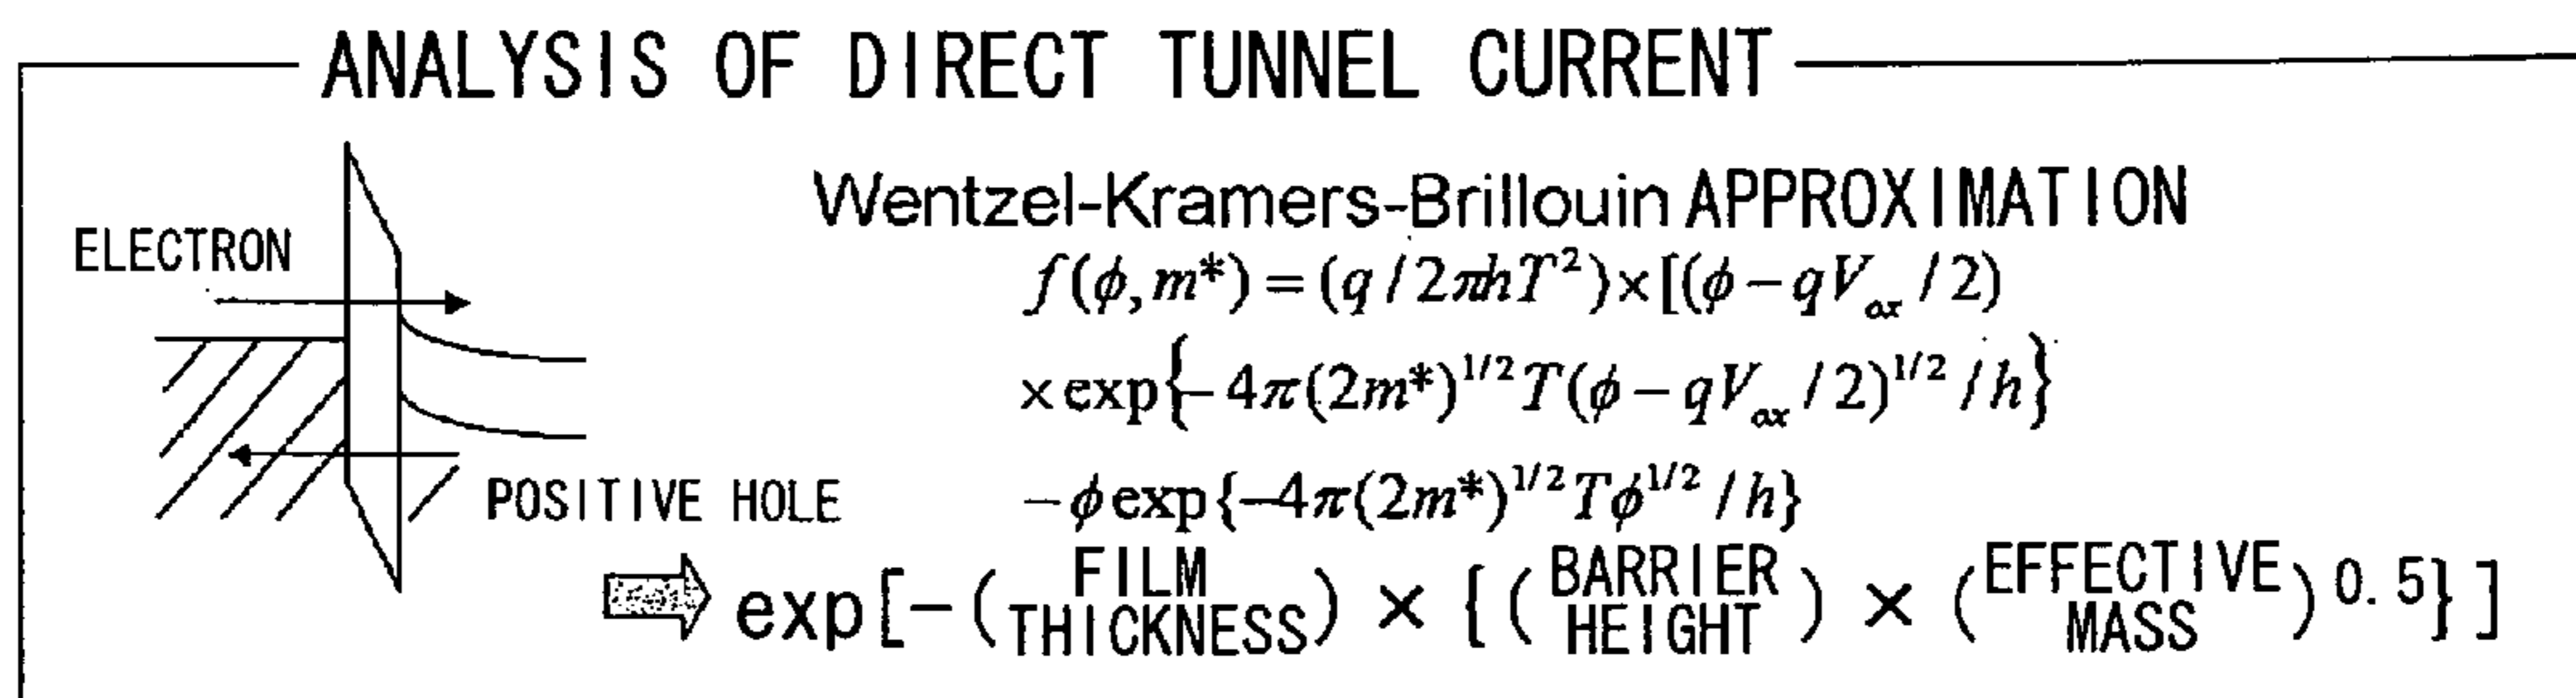 ANALYSIS OF DIRECT TUNNEL CURRENT
ELECTRON
POSITIVE HOLE
Wentzel-Kramers-Brillouin APPROXIMATION
f(ϕ,m*)=(q/2πhT²)×[(ϕ−qVₒₓ/2)
×exp{−4π(2m*)^1/2 T(ϕ−qVₒₓ/2)^1/2/h}
−ϕexp{−4π(2m*)^1/2 Tϕ^1/2/h}
exp[−(FILM THICKNESS)×{(BARRIER HEIGHT)×(EFFECTIVE MASS)^0.5}]